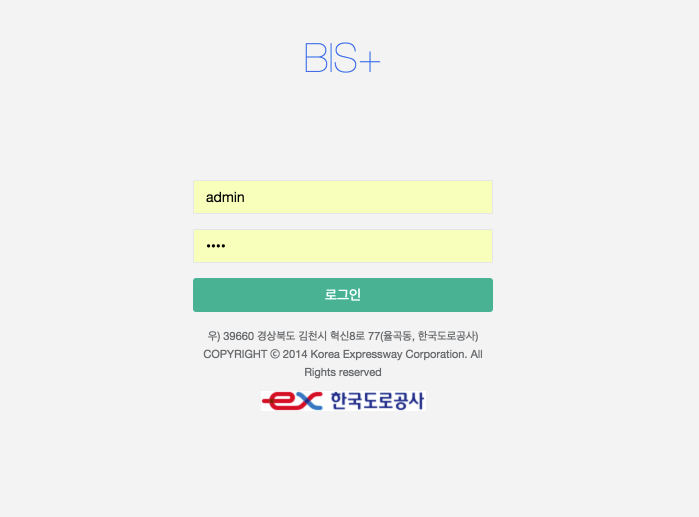 BIS+
admin
••••
로그인
우) 39660 경상북도 김천시 혁신8로 77(율곡동, 한국도로공사)
COPYRIGHT ⓒ 2014 Korea Expressway Corporation. All
Rights reserved
ex 한국도로공사